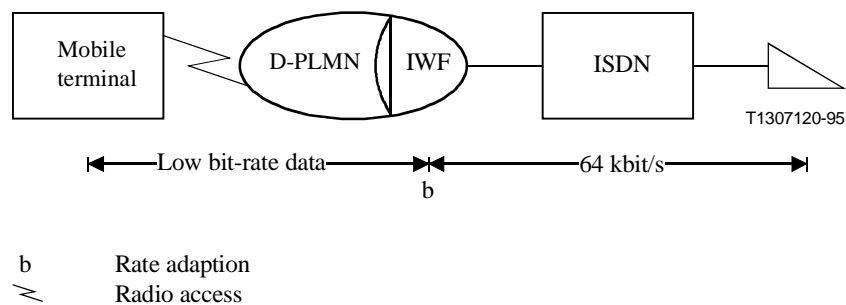 Mobile
terminal
D-PLMN
IWF
ISDN
T1307120-95
Low bit-rate data
64 kbit/s
b
b Rate adaption
Radio access